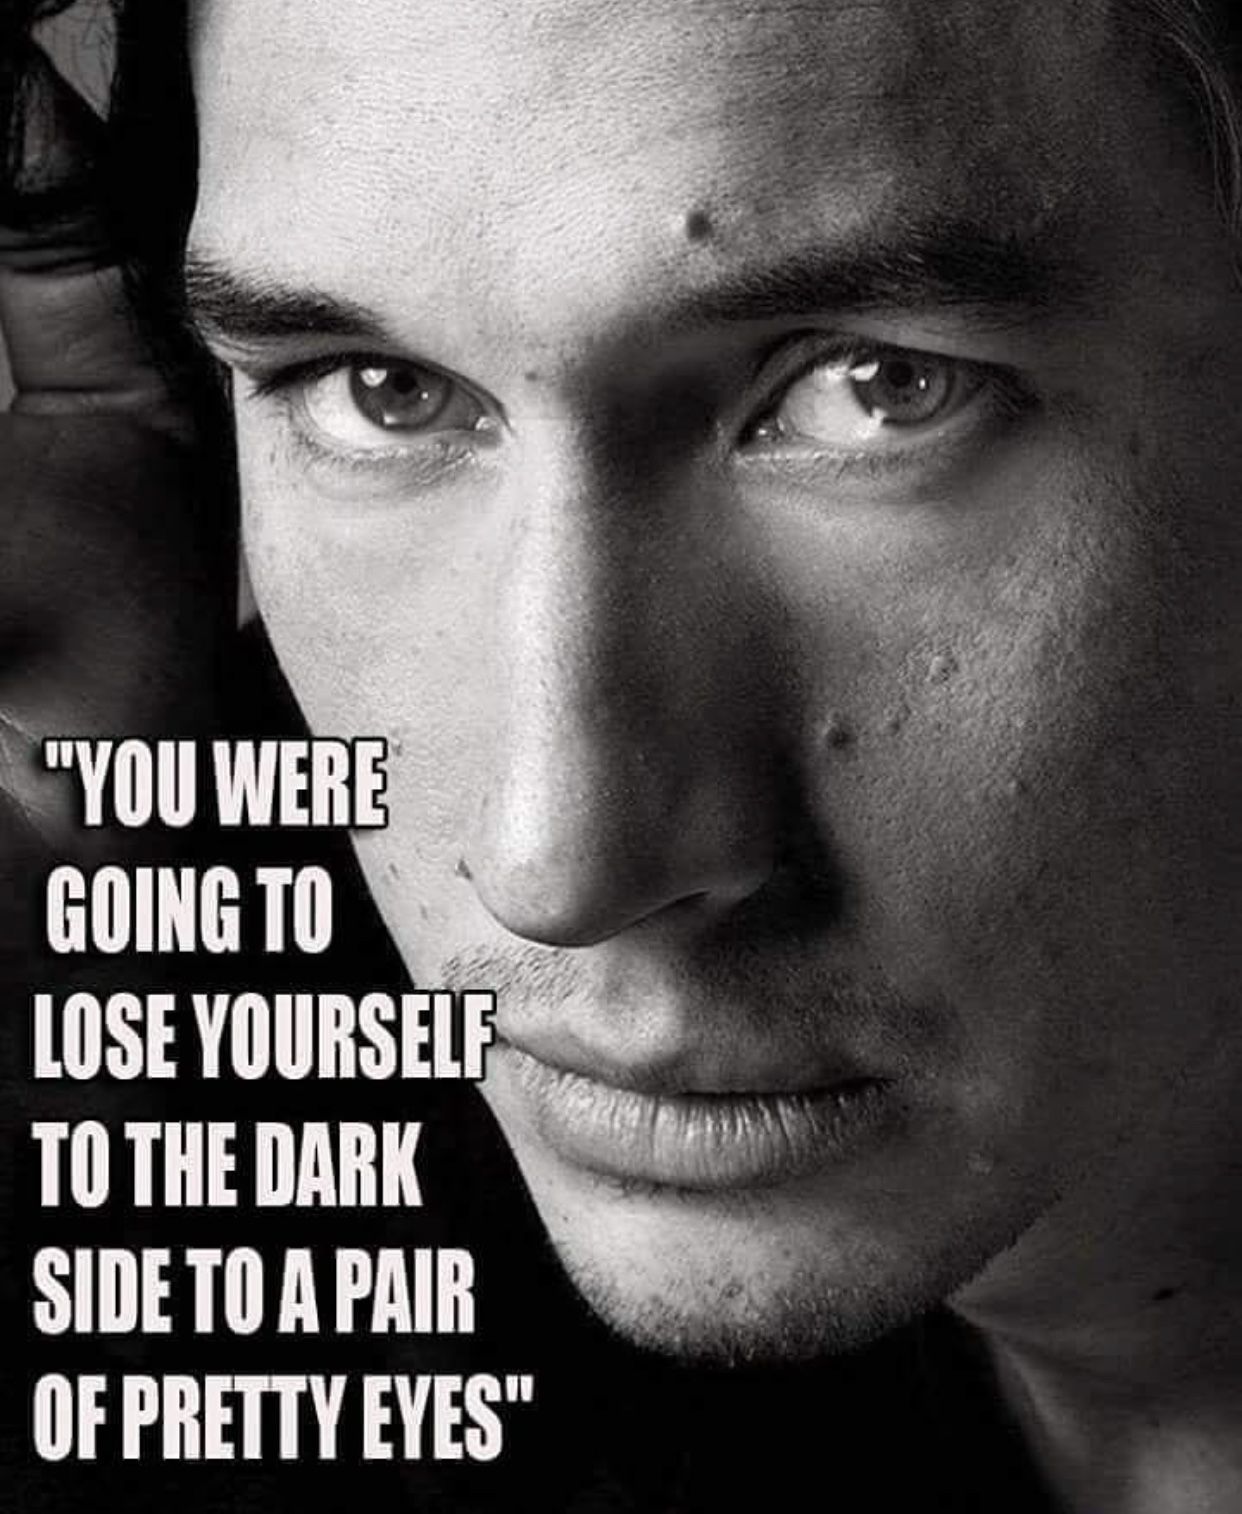 "YOU WERE
GOING TO
LOSE YOURSELF
TO THE DARK
SIDE TO A PAIR
OF PRETTY EYES"